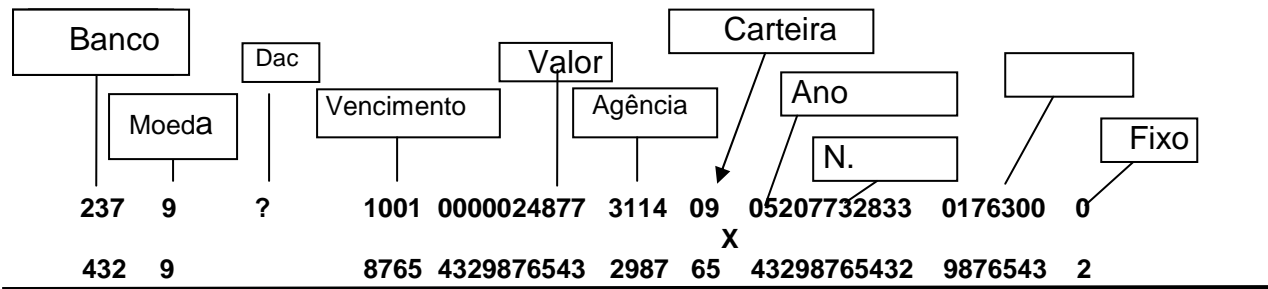 Banco
Carteira
Dac
Valor
Vencimento
Agência
Ano
Moeda
N.
Fixo
237 9 ? 1001 0000024877 3114 09 05207732833 0176300 0
X
432 9 8765 4329876543 2987 65 43298765432 9876543 2